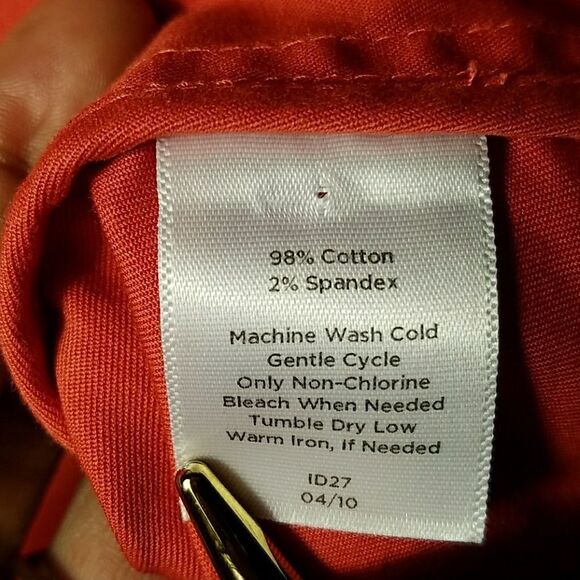 98% Cotton
2% Spandex
Machine Wash Cold
Gentle Cycle
Only Non-Chlorine
Bleach When Needed
Tumble Dry Low
Warm Iron, If Needed
ID27
04/10